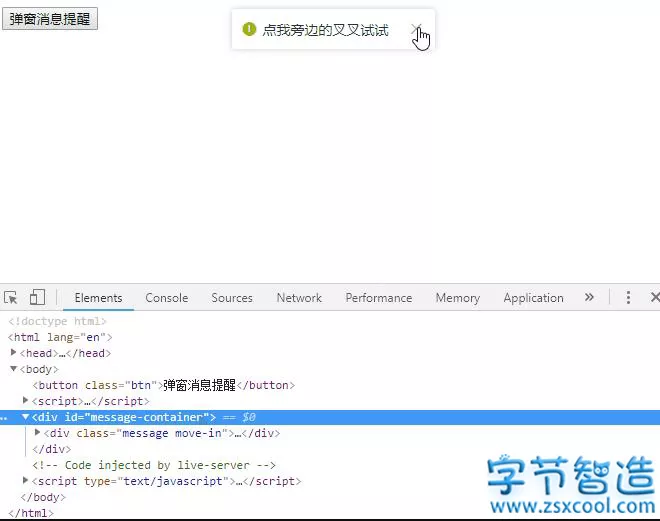 弹窗消息提醒
点我旁边的叉叉试试
Elements Console Sources Network Performance Memory Application »
<!doctype html>
<html lang="en">
<head>…</head>
<body>
<button class="btn">弹窗消息提醒</button>
<script>…</script>
<div id="message-container"> == $0
<div class="message move-in">…</div>
</div>
<!-- Code injected by live-server -->
<script type="text/javascript">…</script>
</body>
</html>
字节智造
www.zsxcool.com